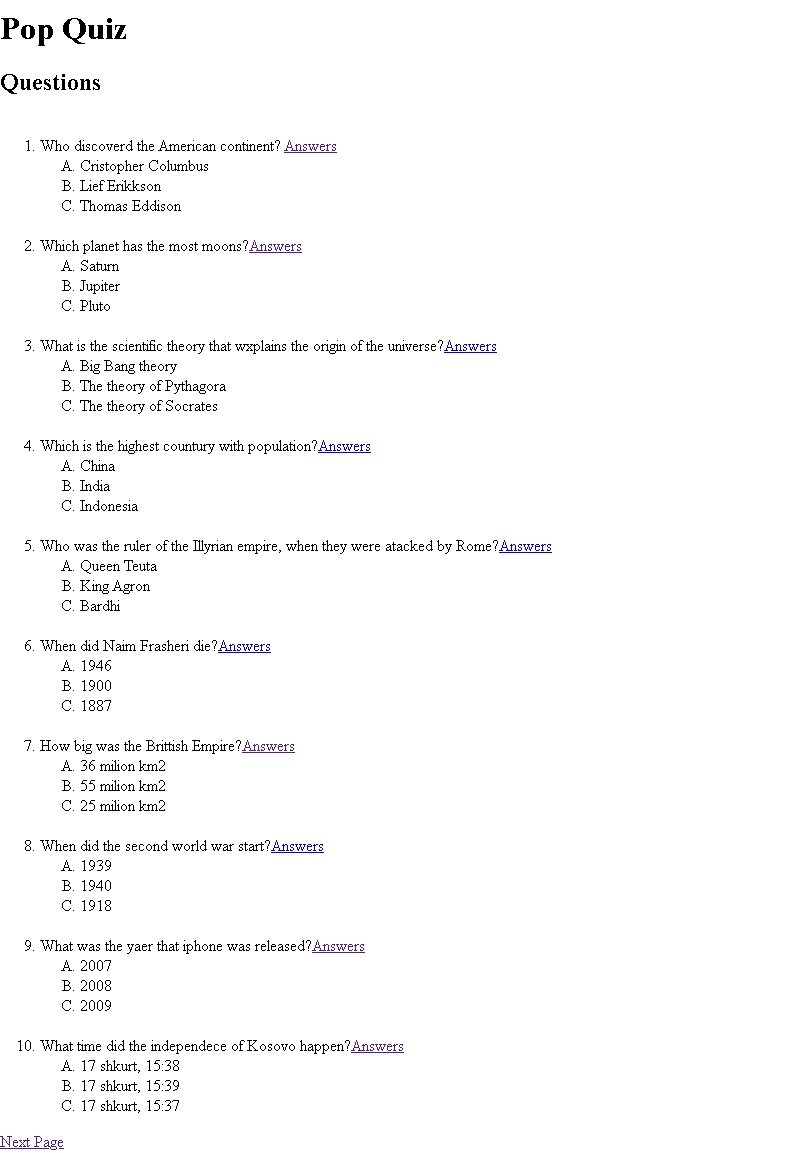 Pop Quiz
Questions
1. Who discoverd the American continent? Answers
A. Cristopher Columbus
B. Lief Erikkson
C. Thomas Eddison
2. Which planet has the most moons?Answers
A. Saturn
B. Jupiter
C. Pluto
3. What is the scientific theory that wxplains the origin of the universe?Answers
A. Big Bang theory
B. The theory of Pythagora
C. The theory of Socrates
4. Which is the highest countury with population?Answers
A. China
B. India
C. Indonesia
5. Who was the ruler of the Illyrian empire, when they were atacked by Rome?Answers
A. Queen Teuta
B. King Agron
C. Bardhi
6. When did Naim Frasheri die?Answers
A. 1946
B. 1900
C. 1887
7. How big was the Brittish Empire?Answers
A. 36 milion km2
B. 55 milion km2
C. 25 milion km2
8. When did the second world war start?Answers
A. 1939
B. 1940
C. 1918
9. What was the yaer that iphone was released?Answers
A. 2007
B. 2008
C. 2009
10. What time did the independece of Kosovo happen?Answers
A. 17 shkurt, 15:38
B. 17 shkurt, 15:39
C. 17 shkurt, 15:37
Next Page